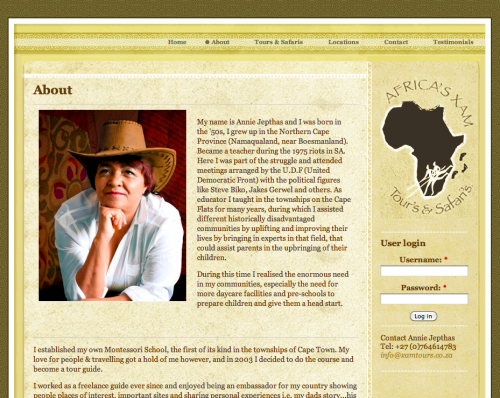 Home
About
Tours & Safaris
Locations
Contact
Testimonials
About
My name is Annie Jepthas and I was born in
the '50s, I grew up in the Northern Cape
Province (Namaqualand, near Boesmanland).
Became a teacher during the 1975 riots in SA.
Here I was part of the struggle and attended
meetings arranged by the U.D.F (United
Democratic Front) with the political figures
like Steve Biko, Jakes Gerwel and others. As
educator I taught in the townships on the Cape
Flats for many years, during which I assisted
different historically disadvantaged
communities by uplifting and improving their
lives by bringing in experts in that field, that
could assist parents in the upbringing of their
children.
During this time I realised the enormous need
in my communities, especially the need for
more daycare facilities and pre-schools to
prepare children and give them a head start.
I established my own Montessori School, the first of its kind in the townships of Cape Town. My
love for people & travelling got a hold of me however, and in 2003 I decided to do the course and
become a tour guide.
I worked as a freelance guide ever since and enjoyed being an ambassador for my country showing
people places of interest, important sites and sharing personal experiences i.e. my dads story...his
AFRICA'S XAM
Tour's & Safari's
User login
Username: *
Password: *
Log in
Contact Annie Jepthas
Tel: +27 (0)764614783
info@xamtours.co.za